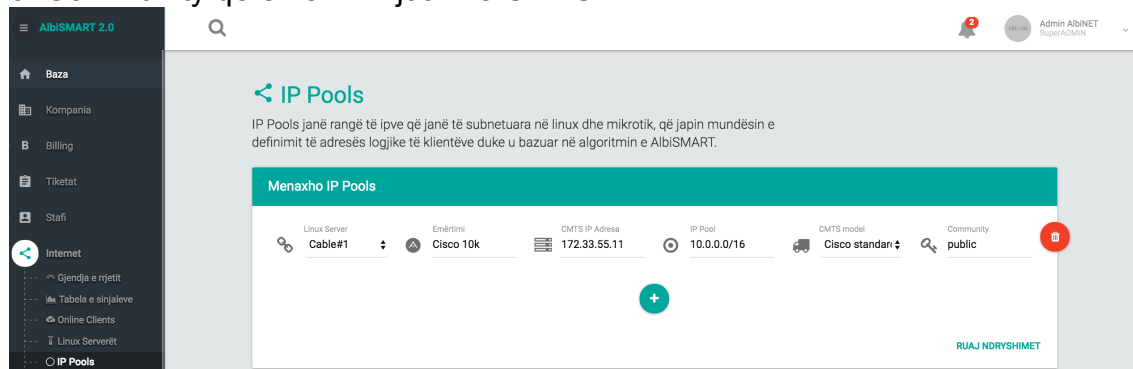 AlbiSMART 2.0
2
Admin AlbiNET
SuperADMIN
Baza
Kompania
B Billing
Tiketat
Stafi
Internet
Gjendja e rrjetit
Tabela e sinjaleve
Online Clients
Linux Serverët
IP Pools
IP Pools
IP Pools janë rangë të ipve që janë të subnetuara në linux dhe mikrotik, që japin mundësin e
definimit të adresës logjike të klientëve duke u bazuar në algoritmin e AlbiSMART.
Menaxho IP Pools
Linux Server
Cable#1
Emërtimi
Cisco 10k
CMTS IP Adresa
172.33.55.11
IP Pool
10.0.0.0/16
CMTS model
Cisco standar
Community
public
RUAJ NDRYSHIMET